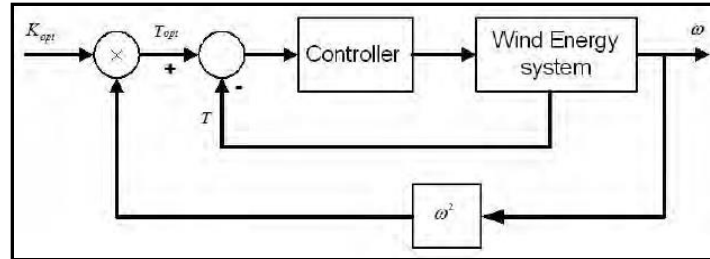 K_opt
×
T_opt
+
-
T
Controller
Wind Energy
system
ω
ω²